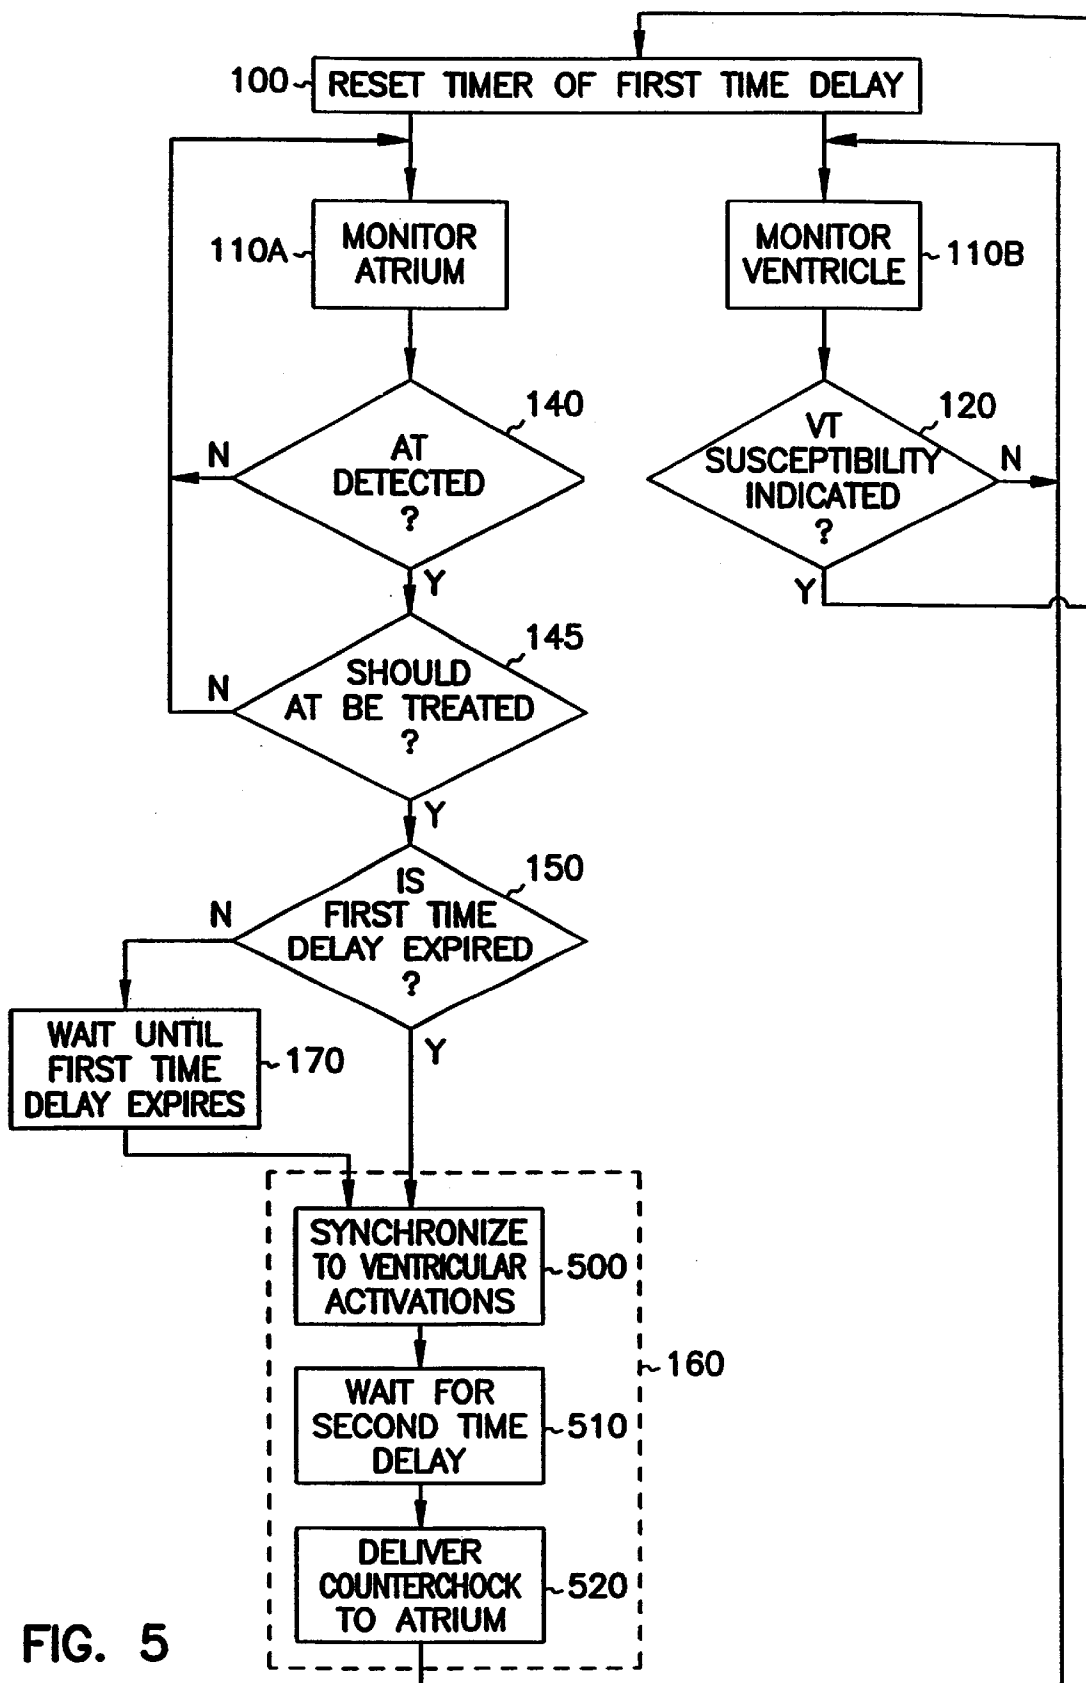 100 RESET TIMER OF FIRST TIME DELAY
110A MONITOR
ATRIUM
MONITOR
VENTRICLE 110B
140
AT
DETECTED
?
N
Y
120
VT
SUSCEPTIBILITY
INDICATED
?
N
Y
145
SHOULD
AT BE TREATED
?
N
Y
150
IS
FIRST TIME
DELAY EXPIRED
?
N
Y
WAIT UNTIL
FIRST TIME
DELAY EXPIRES
170
SYNCHRONIZE
TO VENTRICULAR
ACTIVATIONS
500
160
WAIT FOR
SECOND TIME
DELAY
510
DELIVER
COUNTERCHOCK
TO ATRIUM
520
FIG. 5